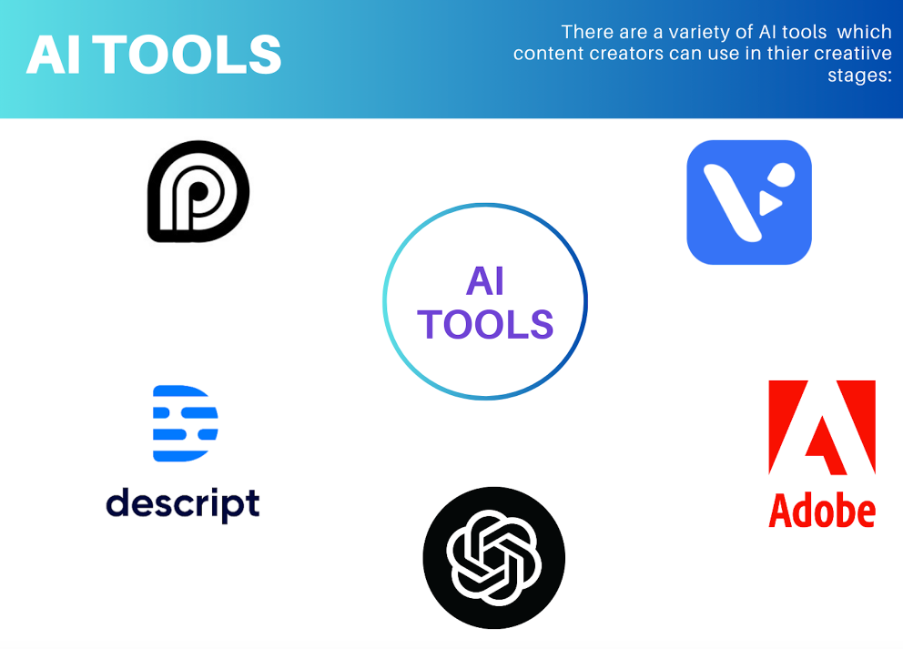 AI TOOLS
There are a variety of AI tools which
content creators can use in thier creatiive
stages:
AI
TOOLS
descript
Adobe